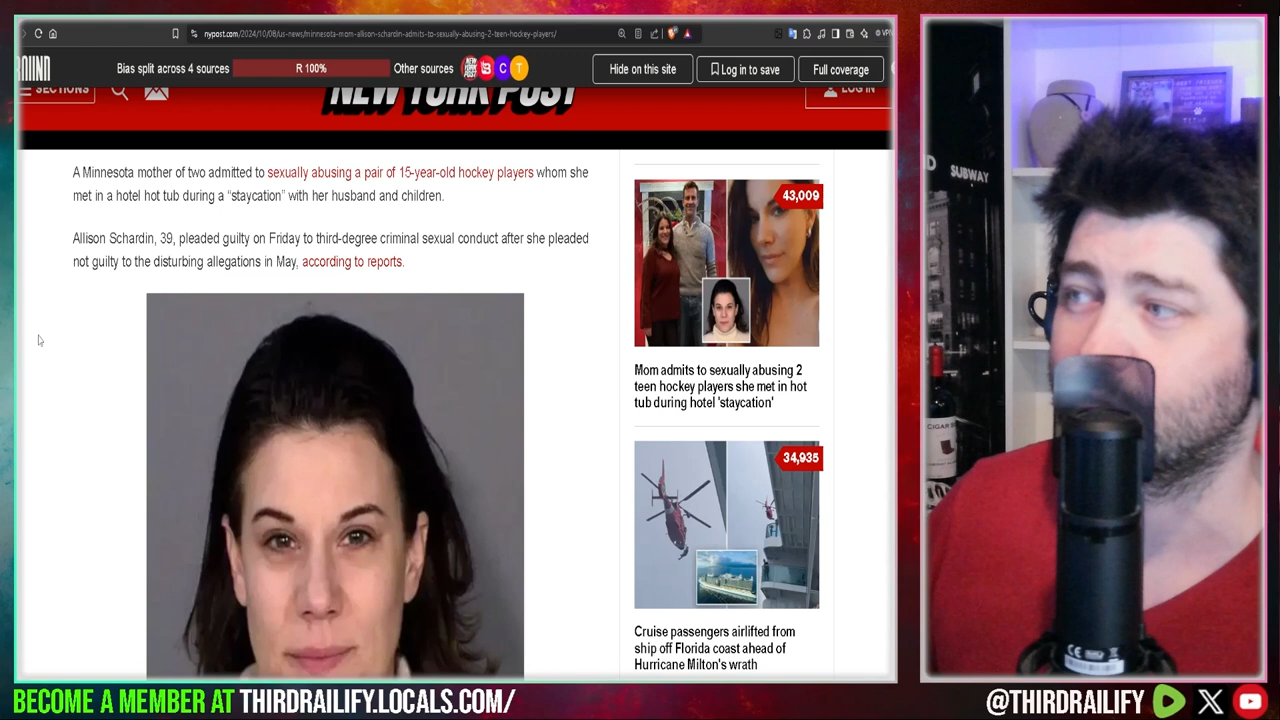 nypost.com/2024/10/08/us-news/minnesota-mom-allison-schardin-admits-to-sexually-abusing-2-teen-hockey-players/
Bias split across 4 sources
R 100%
Other sources
Hide on this site
Log in to save
Full coverage
SECTIONS
NEW YORK POST
LOG IN
A Minnesota mother of two admitted to sexually abusing a pair of 15-year-old hockey players whom she
met in a hotel hot tub during a “staycation” with her husband and children.
Allison Schardin, 39, pleaded guilty on Friday to third-degree criminal sexual conduct after she pleaded
not guilty to the disturbing allegations in May, according to reports.
43,009
Mom admits to sexually abusing 2
teen hockey players she met in hot
tub during hotel 'staycation'
34,935
Cruise passengers airlifted from
ship off Florida coast ahead of
Hurricane Milton's wrath
SUBWAY
CIGAR
CE
BECOME A MEMBER AT THIRDRAILIFY.LOCALS.COM/
@THIRDRAILIFY